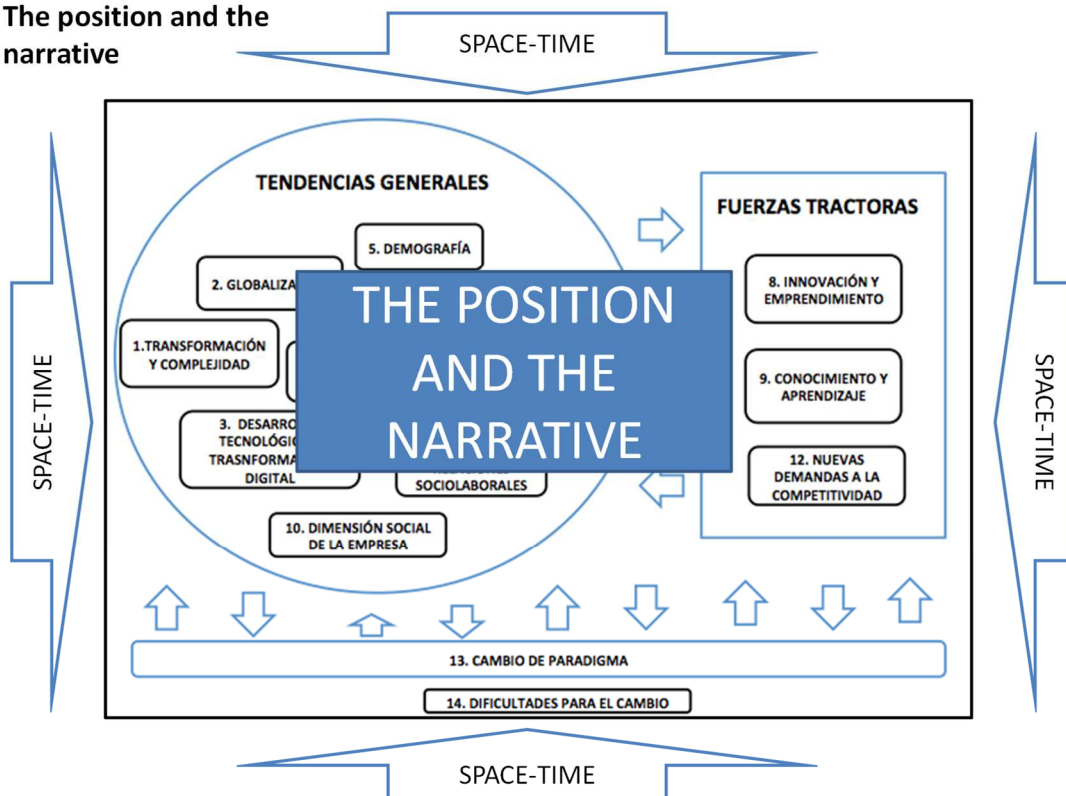 The position and the
narrative
SPACE-TIME
SPACE-TIME
SPACE-TIME
SPACE-TIME
TENDENCIAS GENERALES
5. DEMOGRAFÍA
2. GLOBALIZA
1.TRANSFORMACIÓN
Y COMPLEJIDAD
3. DESARRO
TECNOLÓGIC
TRASNFORMA
DIGITAL
SOCIOLABORALES
10. DIMENSIÓN SOCIAL
DE LA EMPRESA
THE POSITION
AND THE
NARRATIVE
FUERZAS TRACTORAS
8. INNOVACIÓN Y
EMPRENDIMIENTO
9. CONOCIMIENTO Y
APRENDIZAJE
12. NUEVAS
DEMANDAS A LA
COMPETITIVIDAD
13. CAMBIO DE PARADIGMA
14. DIFICULTADES PARA EL CAMBIO